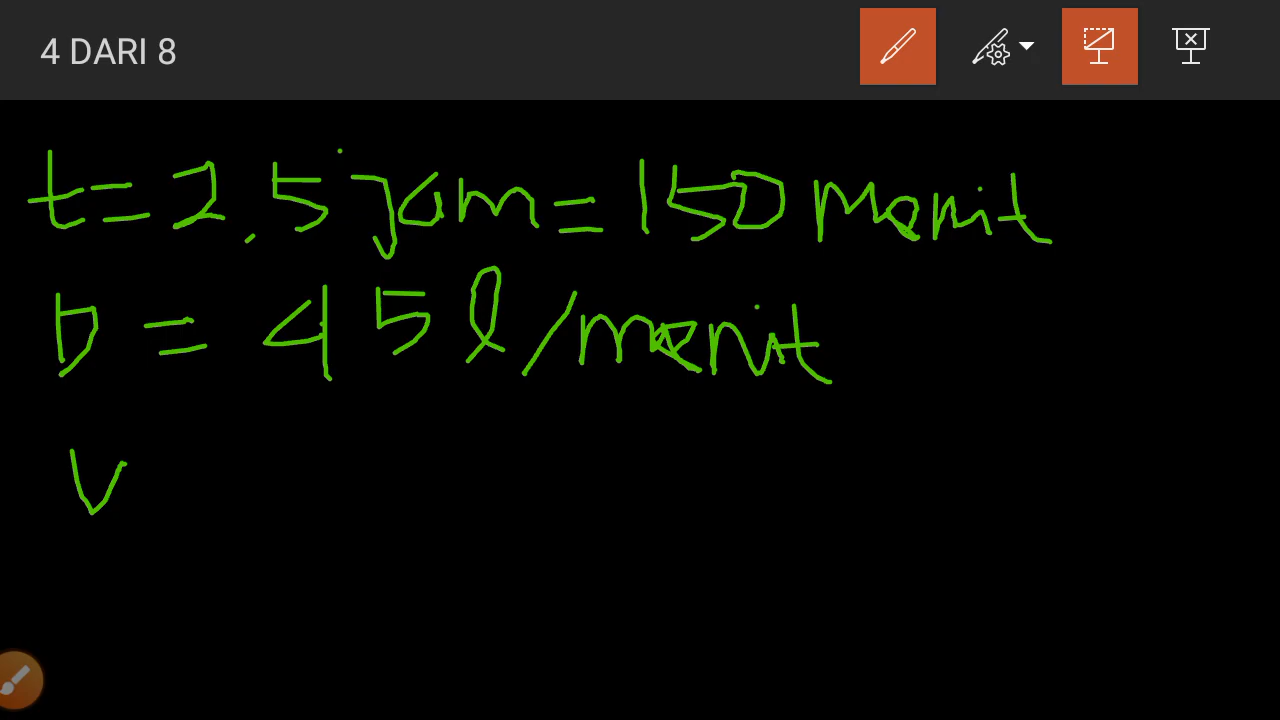 4 DARI 8
t = 2,5 jam = 150 menit
D = 45 l/menit
V